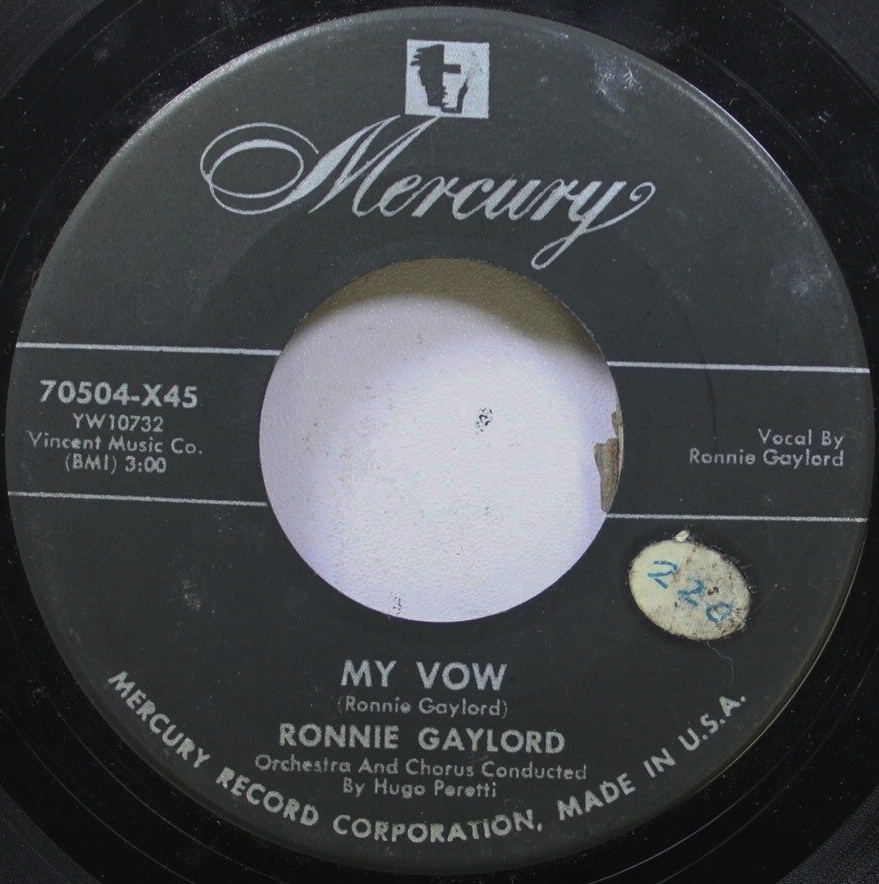 Mercury
70504-X45
YW10732
Vincent Music Co.
(BMI) 3:00
Vocal By
Ronnie Gaylord
220
MY VOW
(Ronnie Gaylord)
RONNIE GAYLORD
Orchestra And Chorus Conducted
By Hugo Peretti
MERCURY RECORD CORPORATION, MADE IN U.S.A.